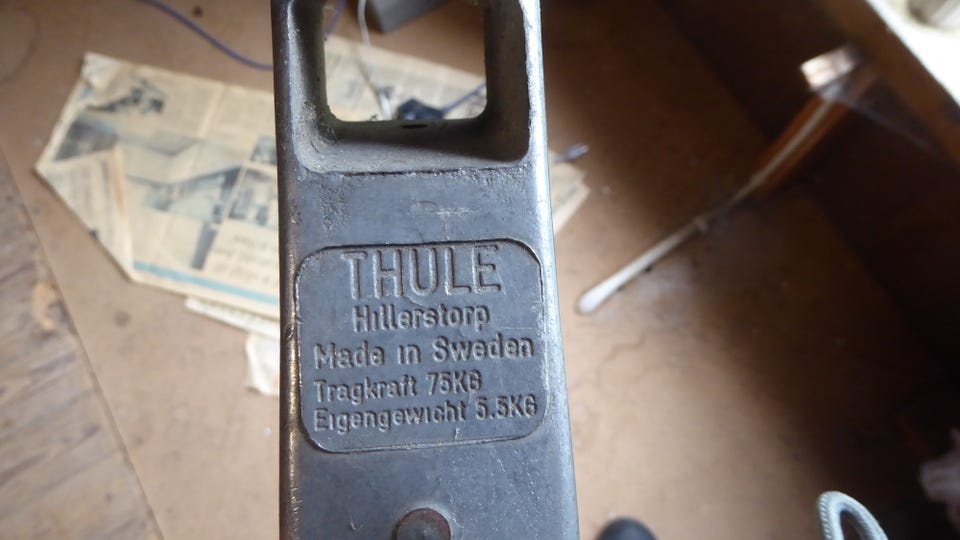 THULE
Hillerstorp
Made in Sweden
Tragkraft 75KG
Eigengewicht 5.5KG